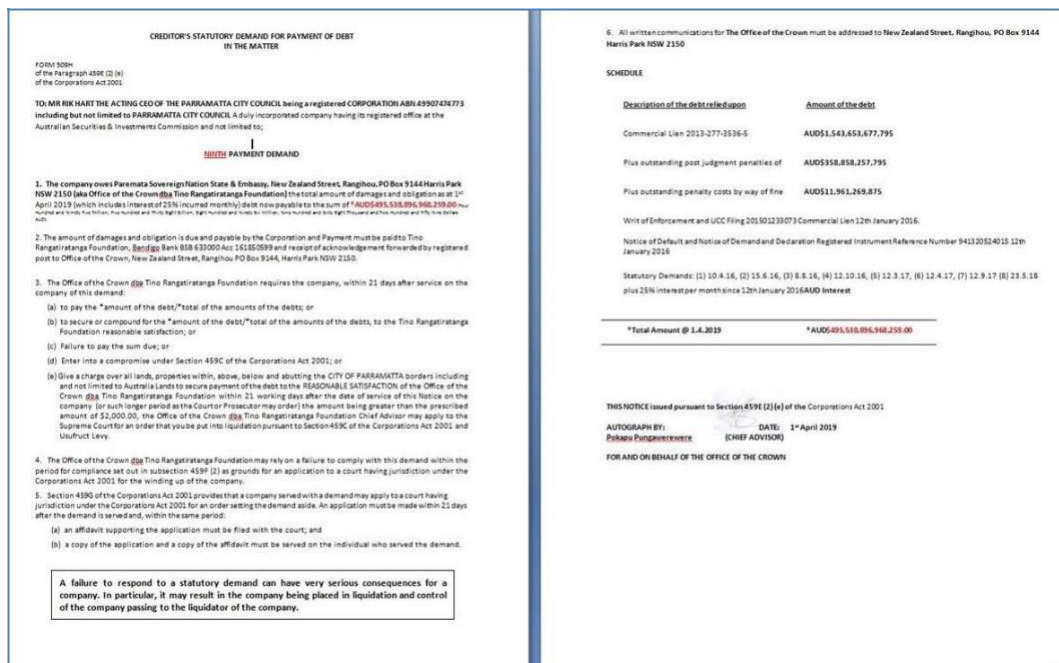 CREDITOR'S STATUTORY DEMAND FOR PAYMENT OF DEBT
IN THE MATTER
FORM 509H
of the Paragraph 459E (2) (e)
of the Corporations Act 2001
TO: MR RIK HART THE ACTING CEO OF THE PARRAMATTA CITY COUNCIL being a registered CORPORATION ABN 49907474773
including but not limited to PARRAMATTA CITY COUNCIL A duly incorporated company having its registered office at the
Australian Securities & Investments Commission and not limited to;
NINTH PAYMENT DEMAND
1. The company owes Paremata Sovereign Nation State & Embassy, New Zealand Street, Rangihou, PO Box 9144 Harris Park
NSW 2150 (aka Office of the Crown dba Tino Rangatiratanga Foundation) the total amount of damages and obligation as at 1st
April 2019 (which includes interest of 25% incurred monthly) debt now payable to the sum of *AUD$495,538,896,968,259.00 Four
Hundred and Ninety Five Trillion, Five Hundred and Thirty Eight Billion, Eight Hundred and Ninety Six Million, Nine Hundred and Sixty Eight Thousand and Two Hundred and Fifty Nine Dollars
2. The amount of damages and obligation is due and payable by the Corporation and Payment must be paid to Tino
Rangatiratanga Foundation, Bendigo Bank BSB 633000 Acc 161850599 and receipt of acknowledgement forwarded by registered
post to Office of the Crown, New Zealand Street, Rangihou PO Box 9144, Harris Park NSW 2150.
3. The Office of the Crown dba Tino Rangatiratanga Foundation requires the company, within 21 days after service on the
company of this demand:
(a) to pay the *amount of the debt/*total of the amounts of the debts; or
(b) to secure or compound for the *amount of the debt/*total of the amounts of the debts, to the Tino Rangatiratanga
Foundation reasonable satisfaction; or
(c) Failure to pay the sum due; or
(d) Enter into a compromise under Section 459C of the Corporations Act 2001; or
(e) Give a charge over all lands, properties within, above, below and abutting the CITY OF PARRAMATTA borders including
and not limited to Australia Lands to secure payment of the debt to the REASONABLE SATISFACTION of the Office of the
Crown dba Tino Rangatiratanga Foundation within 21 working days after the date of service of this Notice on the
company (or such longer period as the Court or Prosecutor may order) the amount being greater than the prescribed
amount of $2,000.00, the Office of the Crown dba Tino Rangatiratanga Foundation Chief Advisor may apply to the
Supreme Court for an order that you be put into liquidation pursuant to Section 459C of the Corporations Act 2001 and
Usufruct Levy.
4. The Office of the Crown dba Tino Rangatiratanga Foundation may rely on a failure to comply with this demand within the
period for compliance set out in subsection 459F (2) as grounds for an application to a court having jurisdiction under the
Corporations Act 2001 for the winding up of the company.
5. Section 459G of the Corporations Act 2001 provides that a company served with a demand may apply to a court having
jurisdiction under the Corporations Act 2001 for an order setting the demand aside. An application must be made within 21 days
after the demand is served and, within the same period:
(a) an affidavit supporting the application must be filed with the court; and
(b) a copy of the application and a copy of the affidavit must be served on the individual who served the demand.
A failure to respond to a statutory demand can have very serious consequences for a
company. In particular, it may result in the company being placed in liquidation and control
of the company passing to the liquidator of the company.
6. All written communications for The Office of the Crown must be addressed to New Zealand Street, Rangihou, PO Box 9144
Harris Park NSW 2150
SCHEDULE
Description of the debt relied upon Amount of the debt
Commercial Lien 2013-277-3536-5 AUD$1,543,653,677,795
Plus outstanding post judgment penalties of AUD$358,858,257,795
Plus outstanding penalty costs by way of fine AUD$11,961,269,875
Writ of Enforcement and UCC Filing 201501233073 Commercial Lien 12th January 2016.
Notice of Default and Notice of Demand and Declaration Registered Instrument Reference Number 941320524015 12th
January 2016
Statutory Demands: (1) 10.4.16, (2) 15.6.16, (3) 8.8.16, (4) 12.10.16, (5) 12.3.17, (6) 12.4.17, (7) 12.9.17 (8) 23.5.18
plus 25% interest per month since 12th January 2016 AUD Interest
*Total Amount @ 1.4.2019 *AUD$495,538,896,968,259.00
THIS NOTICE issued pursuant to Section 459E (2) (e) of the Corporations Act 2001
AUTOGRAPH BY: DATE: 1st April 2019
Pokapu Pungawerewere (CHIEF ADVISOR)
FOR AND ON BEHALF OF THE OFFICE OF THE CROWN